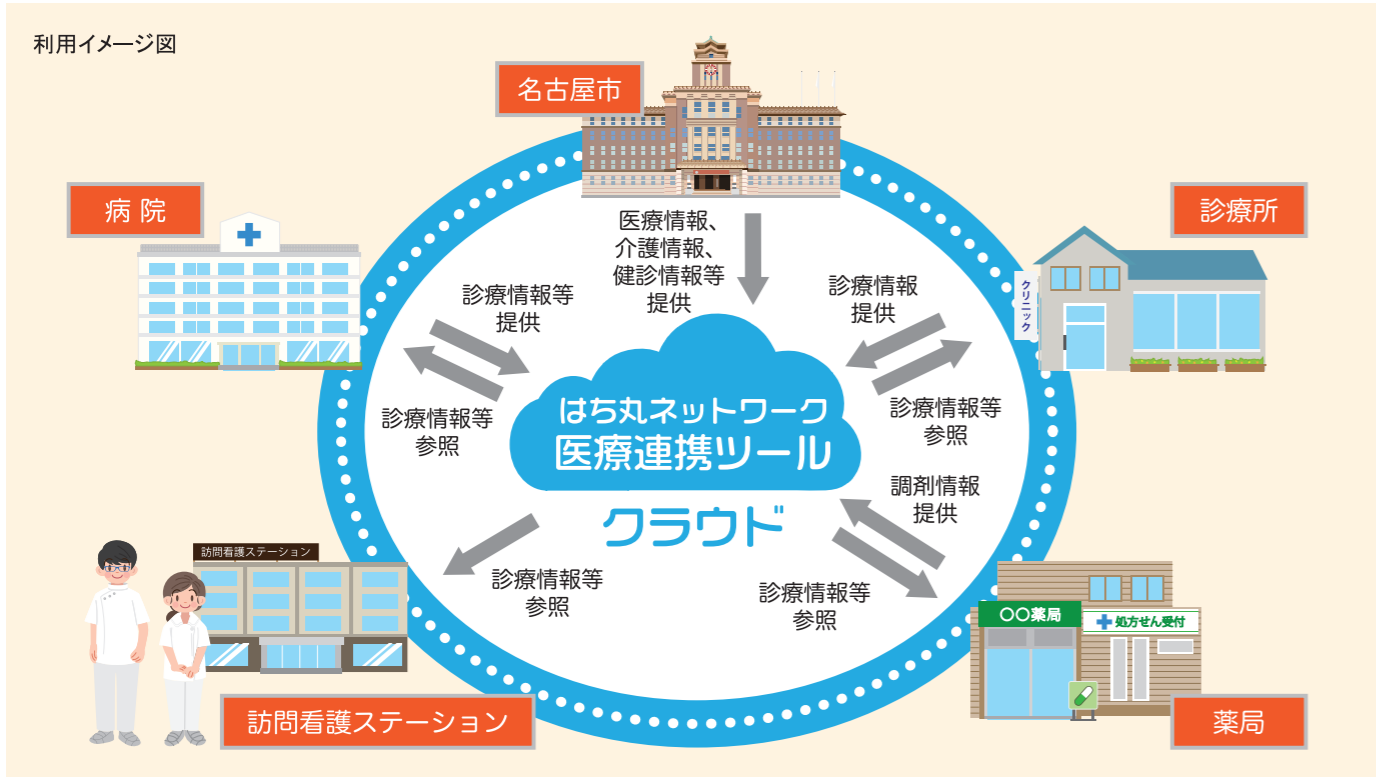 利用イメージ図
名古屋市
病 院
診療所
医療情報、
介護情報、
健診情報等
提供
診療情報等
提供
診療情報
提供
クリニック
診療情報等
参照
はち丸ネットワーク
医療連携ツール
クラウド
診療情報等
参照
調剤情報
提供
訪問看護ステーション
診療情報等
参照
診療情報等
参照
〇〇薬局
処方せん受付
訪問看護ステーション
薬局